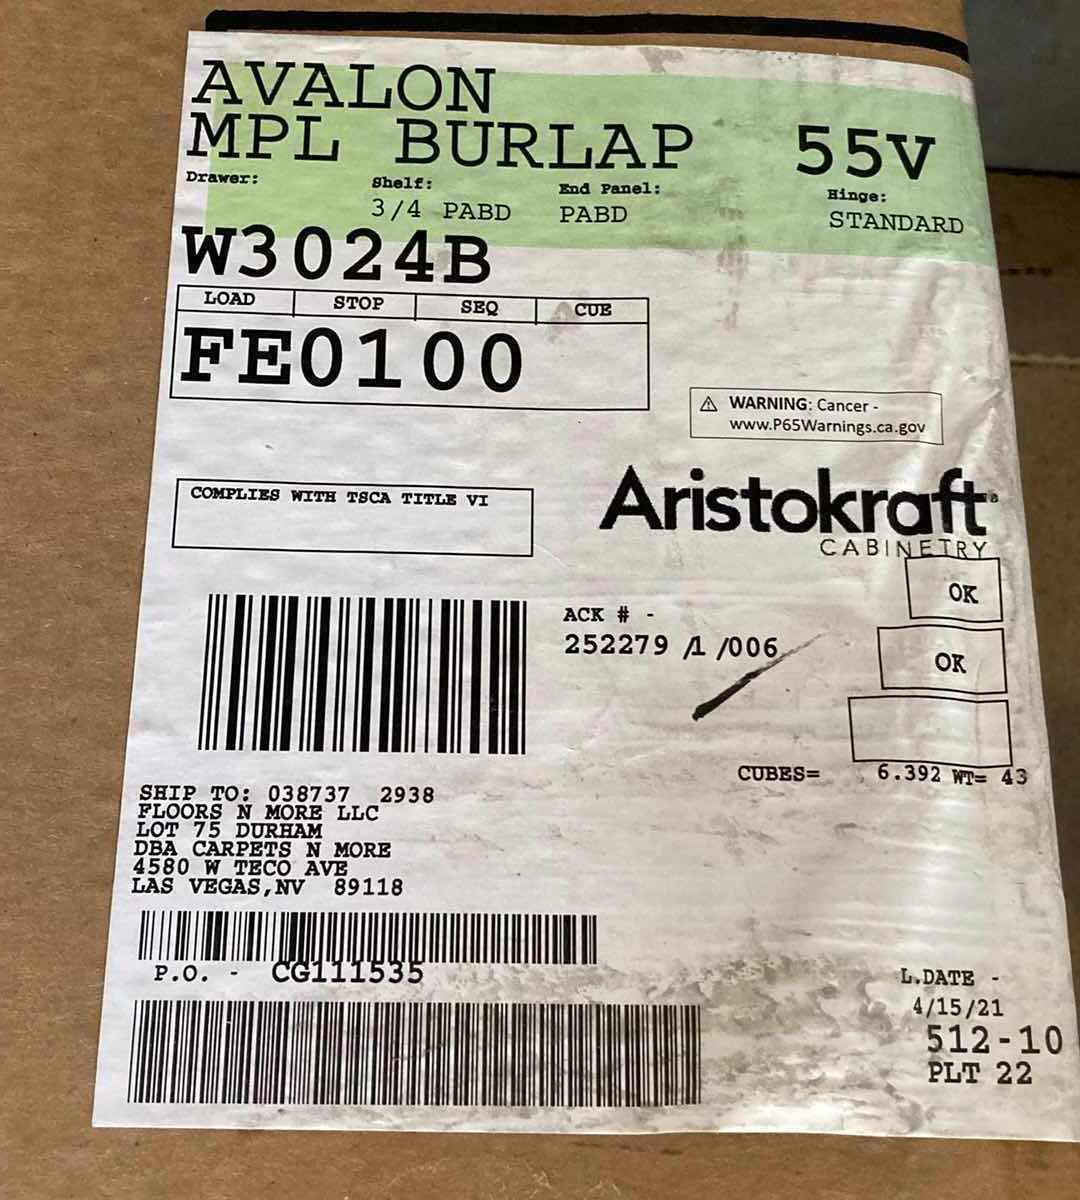 AVALON
MPL BURLAP 55V
Drawer: Shelf: End Panel: Hinge:
3/4 PABD PABD STANDARD
W3024B
LOAD STOP SEQ CUE
FE0100
WARNING: Cancer -
www.P65Warnings.ca.gov
COMPLIES WITH TSCA TITLE VI
Aristokraft®
CABINETRY
OK
ACK # -
252279 /1 /006
OK
CUBES= 6.392 WT= 43
SHIP TO: 038737 2938
FLOORS N MORE LLC
LOT 75 DURHAM
DBA CARPETS N MORE
4580 W TECO AVE
LAS VEGAS,NV 89118
P.O. - CG111535
L.DATE -
4/15/21
512-10
PLT 22